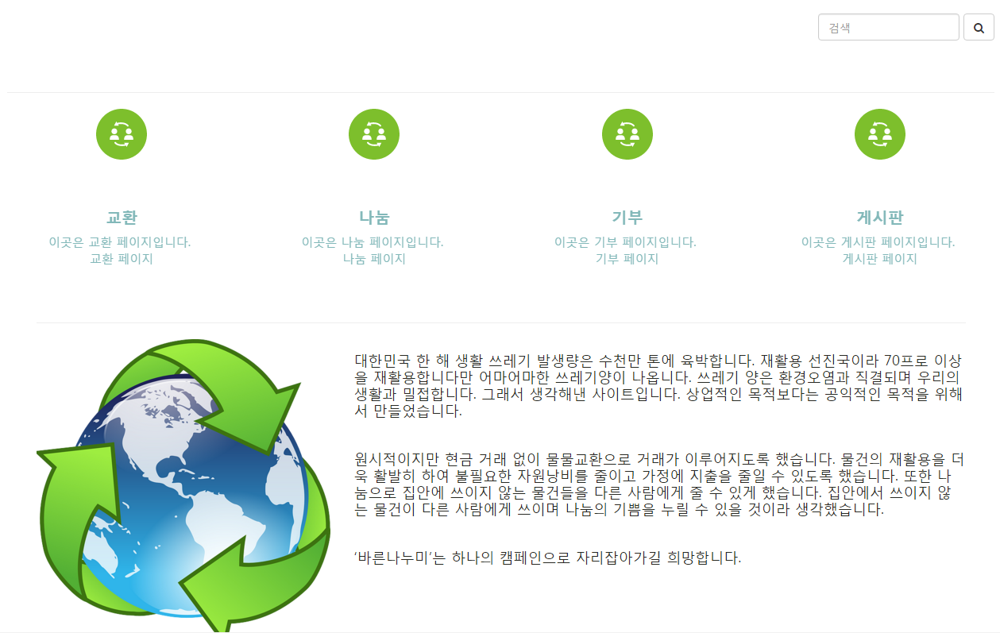 검색
교환
나눔
기부
게시판
이곳은 교환 페이지입니다.
교환 페이지
이곳은 나눔 페이지입니다.
나눔 페이지
이곳은 기부 페이지입니다.
기부 페이지
이곳은 게시판 페이지입니다.
게시판 페이지
대한민국 한 해 생활 쓰레기 발생량은 수천만 톤에 육박합니다. 재활용 선진국이라 70프로 이상
을 재활용합니다만 어마어마한 쓰레기양이 나옵니다. 쓰레기 양은 환경오염과 직결되며 우리의
생활과 밀접합니다. 그래서 생각해낸 사이트입니다. 상업적인 목적보다는 공익적인 목적을 위해
서 만들었습니다.
원시적이지만 현금 거래 없이 물물교환으로 거래가 이루어지도록 했습니다. 물건의 재활용을 더
욱 활발히 하여 불필요한 자원낭비를 줄이고 가정에 지출을 줄일 수 있도록 했습니다. 또한 나
눔으로 집안에 쓰이지 않는 물건들을 다른 사람에게 줄 수 있게 했습니다. 집안에서 쓰이지 않
는 물건이 다른 사람에게 쓰이며 나눔의 기쁨을 누릴 수 있을 것이라 생각했습니다.
‘바른나누미’는 하나의 캠페인으로 자리잡아가길 희망합니다.